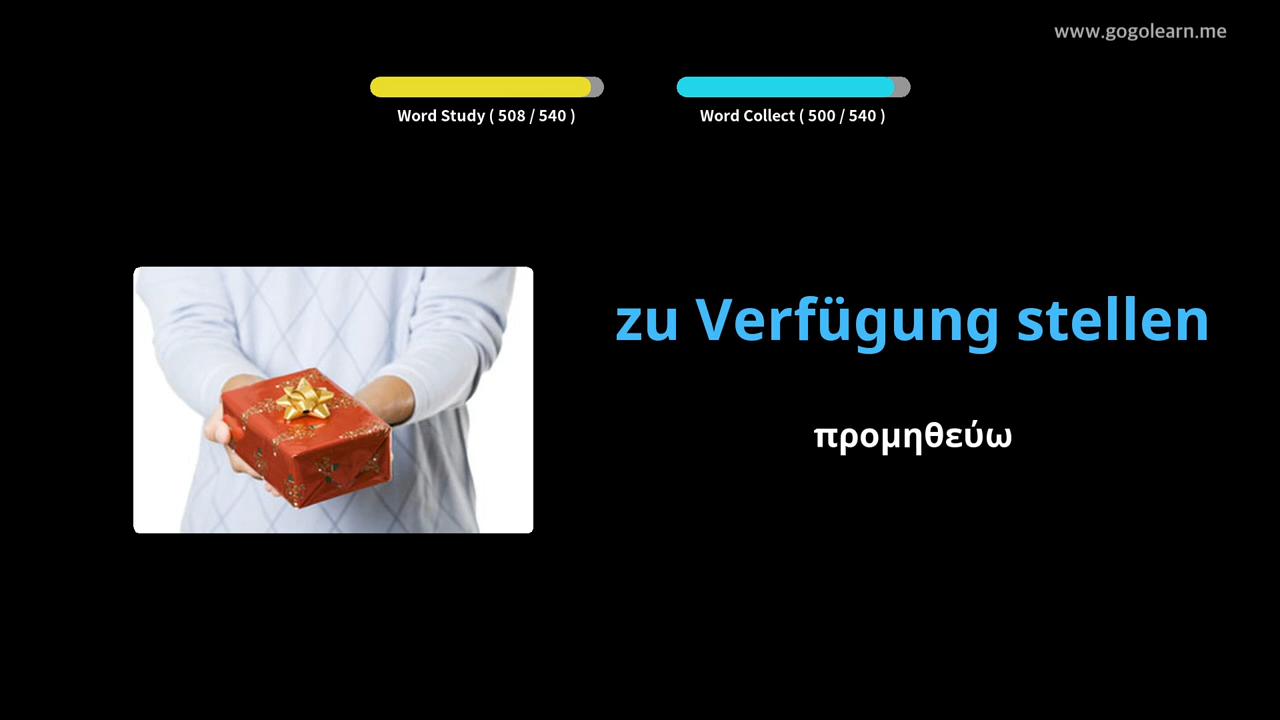 www.gogolearn.me
Word Study ( 508 / 540 )
Word Collect ( 500 / 540 )
zu Verfügung stellen
προμηθεύω